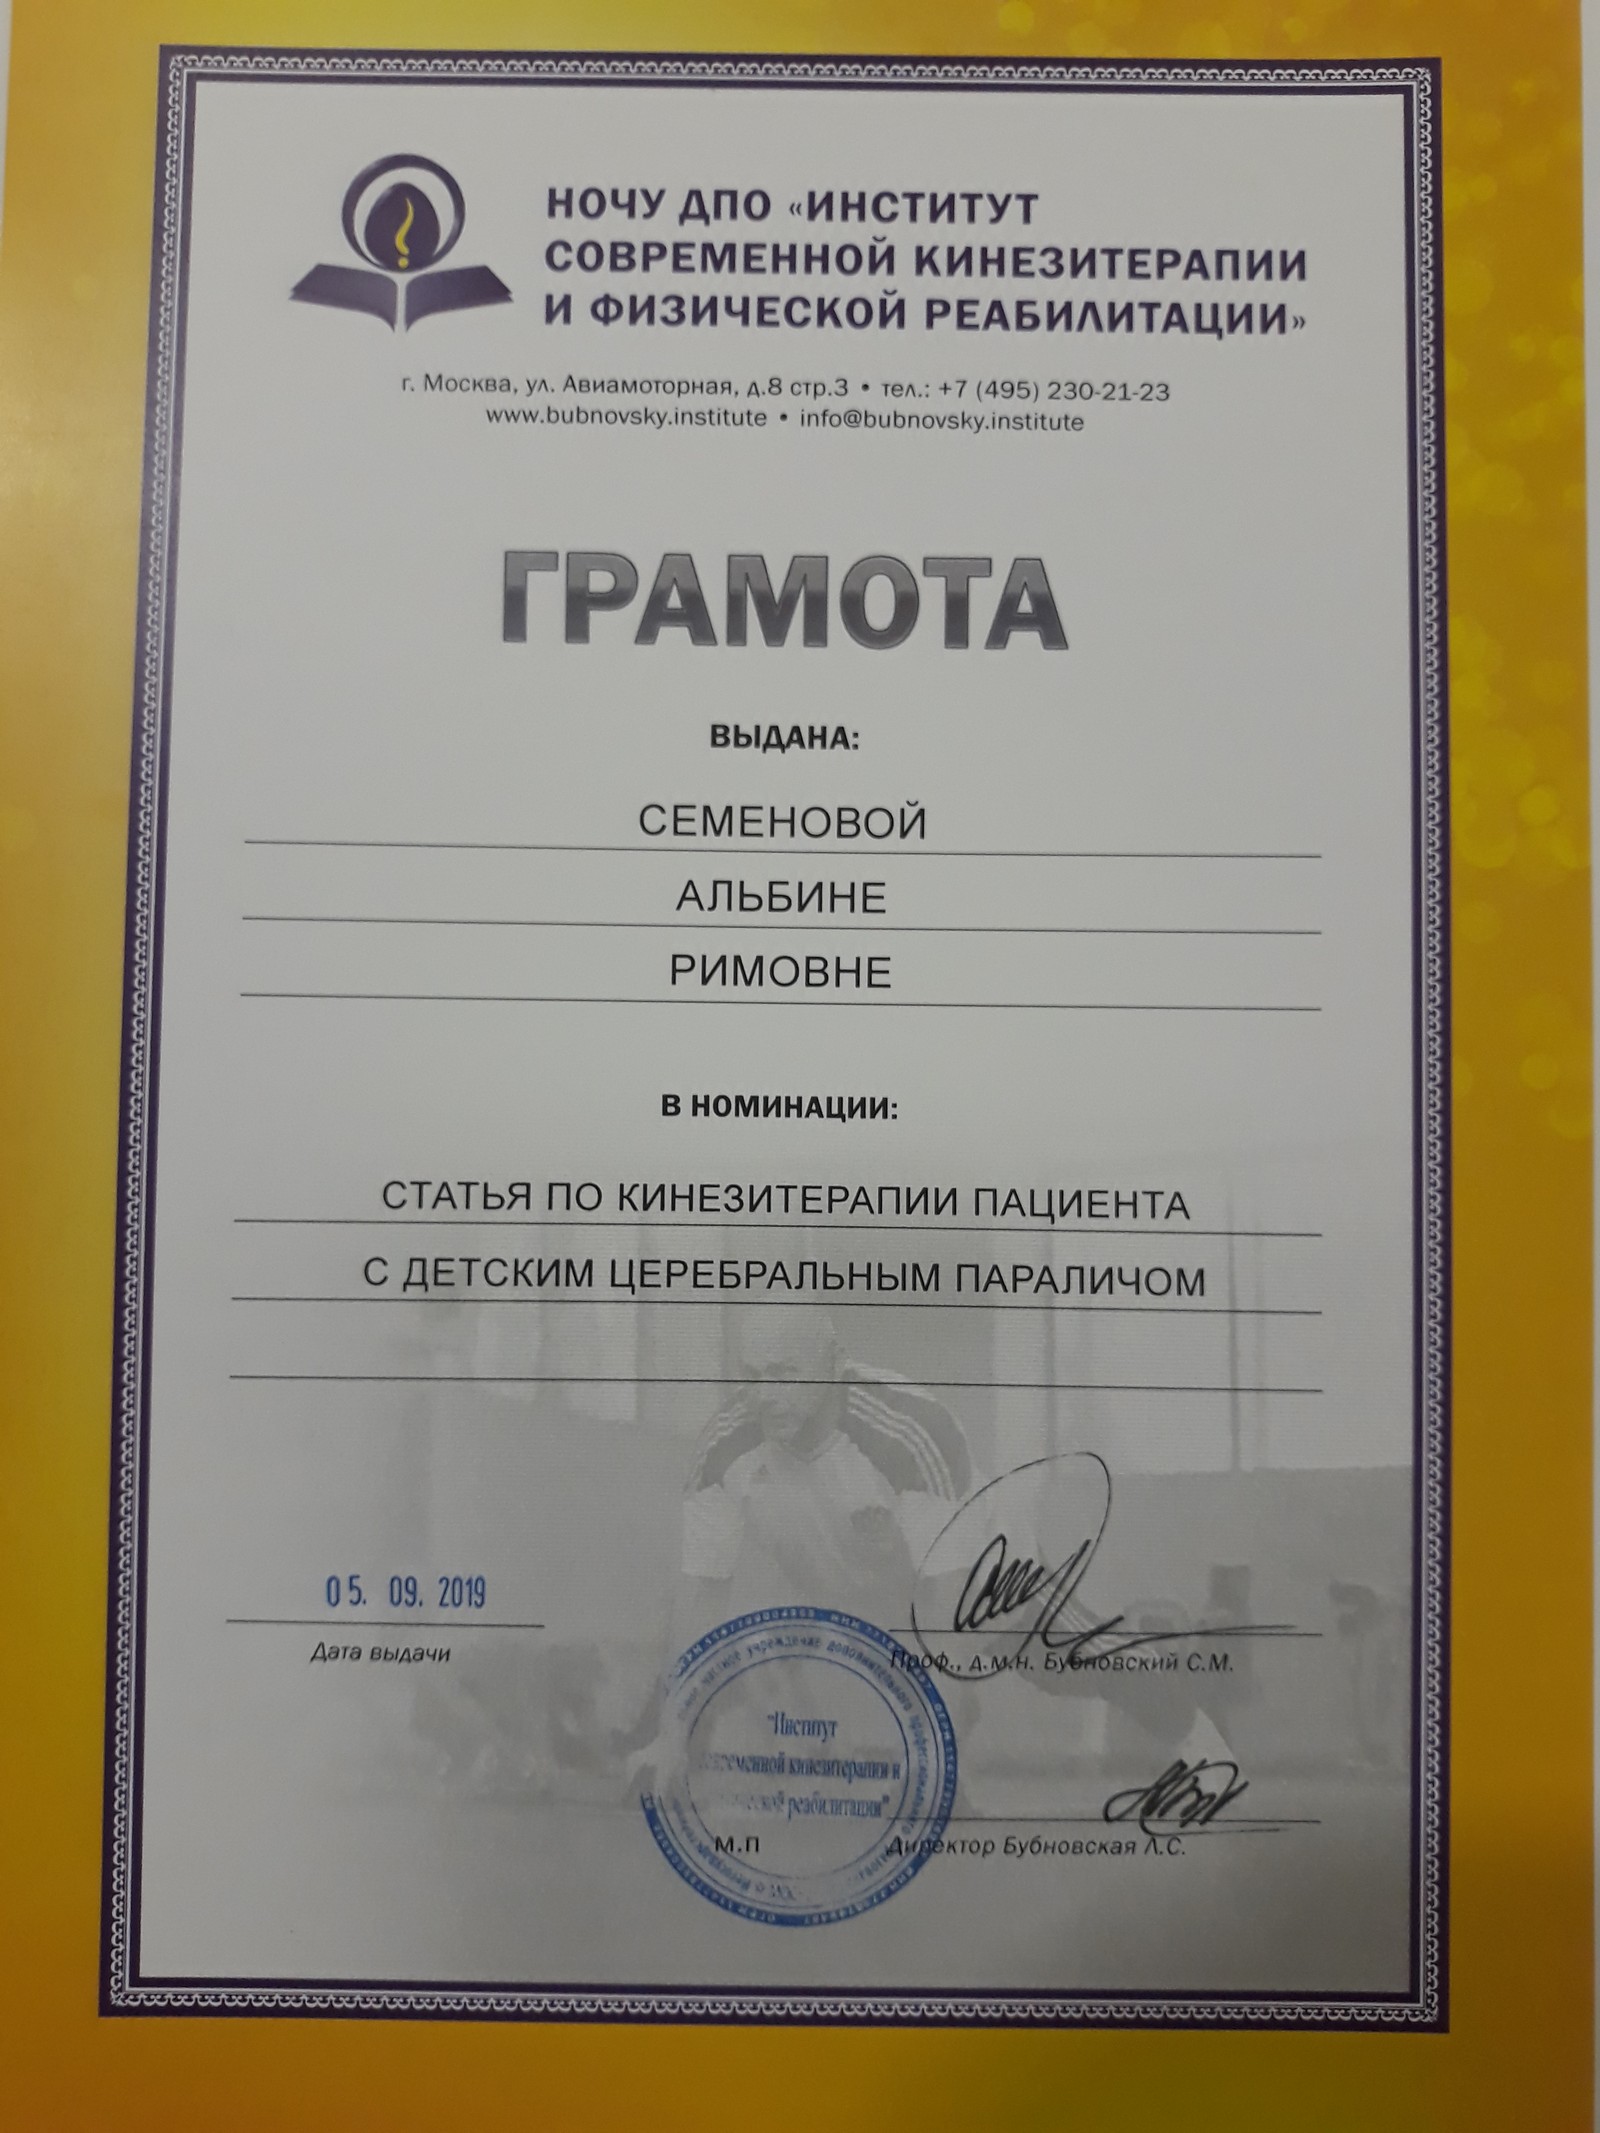 НОЧУ ДПО «ИНСТИТУТ
СОВРЕМЕННОЙ КИНЕЗИТЕРАПИИ
И ФИЗИЧЕСКОЙ РЕАБИЛИТАЦИИ»
г. Москва, ул. Авиамоторная, д.8 стр.3 • тел.: +7 (495) 230-21-23
www.bubnovsky.institute • info@bubnovsky.institute
ГРАМОТА
ВЫДАНА:
СЕМЕНОВОЙ
АЛЬБИНЕ
РИМОВНЕ
В НОМИНАЦИИ:
СТАТЬЯ ПО КИНЕЗИТЕРАПИИ ПАЦИЕНТА
С ДЕТСКИМ ЦЕРЕБРАЛЬНЫМ ПАРАЛИЧОМ
05. 09. 2019
Дата выдачи
Проф., д.м.н. Бубновский С.М.
"Институт
кинезитерапии и
реабилитации"
М.П
Директор Бубновская Л.С.